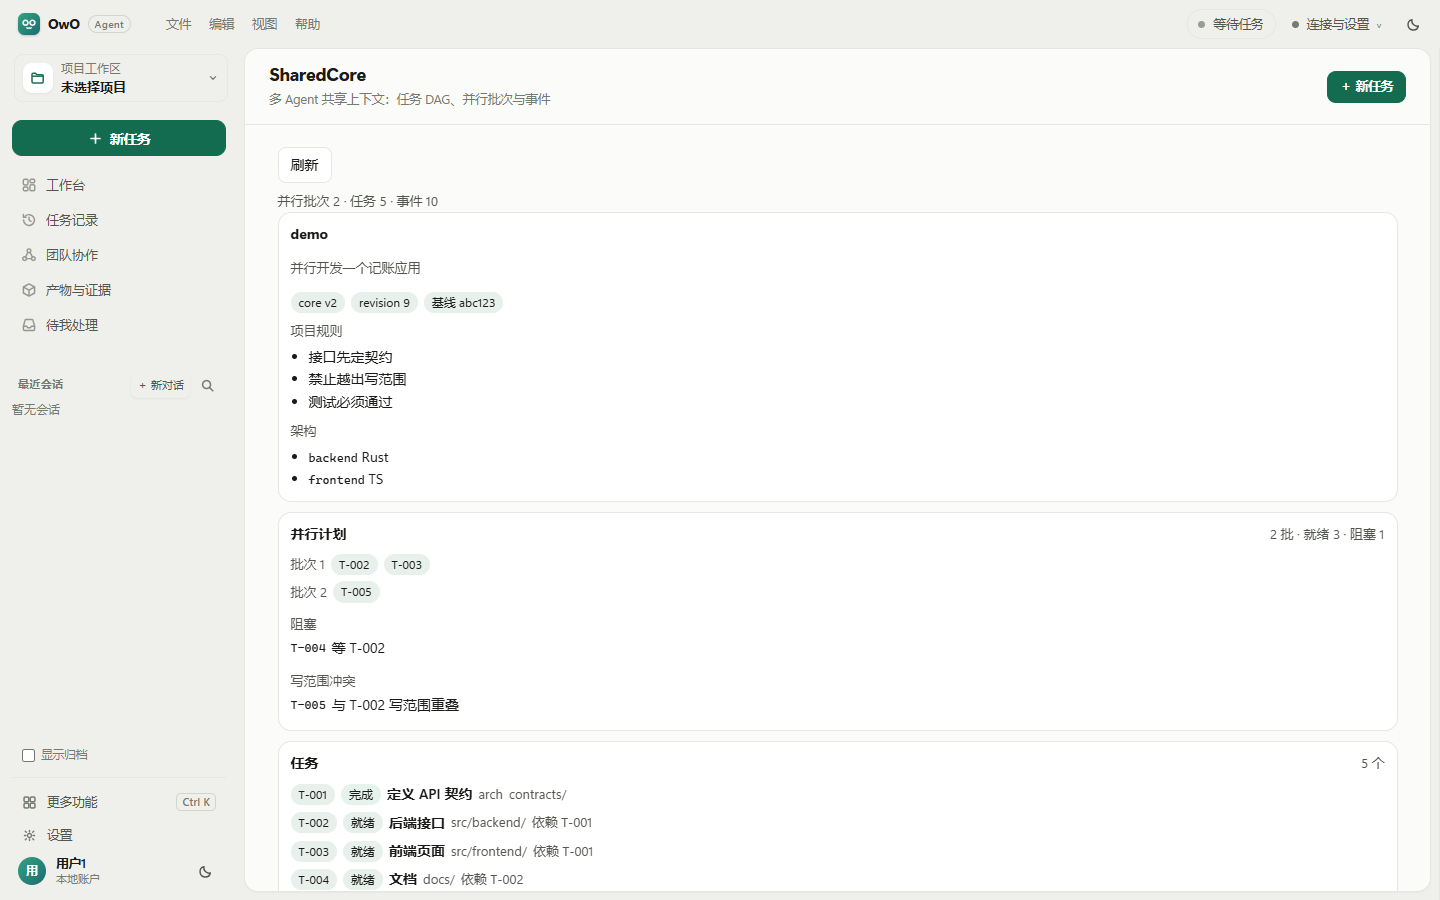 OwO Agent 文件 编辑 视图 帮助 等待任务 连接与设置
项目工作区
未选择项目
+ 新任务
工作台
任务记录
团队协作
产物与证据
待我处理
最近会话 + 新对话
暂无会话
显示归档
更多功能 Ctrl K
设置
用 用户1
本地账户
SharedCore
多 Agent 共享上下文：任务 DAG、并行批次与事件
+ 新任务
刷新
并行批次 2 · 任务 5 · 事件 10
demo
并行开发一个记账应用
core v2 revision 9 基线 abc123
项目规则
• 接口先定契约
• 禁止越出写范围
• 测试必须通过
架构
• backend Rust
• frontend TS
并行计划 2 批 · 就绪 3 · 阻塞 1
批次 1 T-002 T-003
批次 2 T-005
阻塞
T-004 等 T-002
写范围冲突
T-005 与 T-002 写范围重叠
任务 5 个
T-001 完成 定义 API 契约 arch contracts/
T-002 就绪 后端接口 src/backend/ 依赖 T-001
T-003 就绪 前端页面 src/frontend/ 依赖 T-001
T-004 就绪 文档 docs/ 依赖 T-002